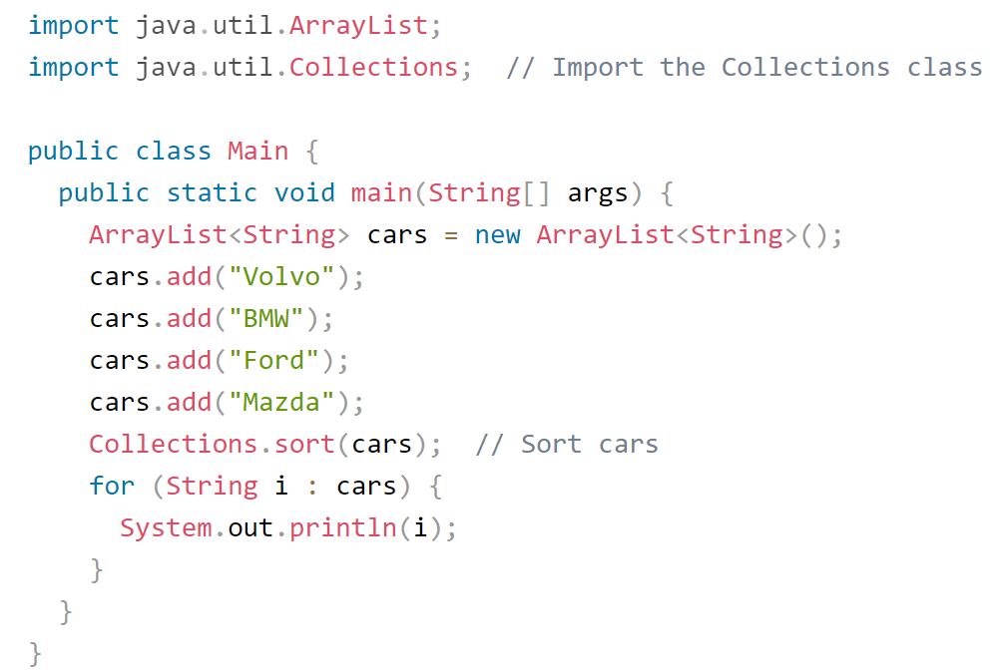 import java.util.ArrayList;
import java.util.Collections;  // Import the Collections class

public class Main {
  public static void main(String[] args) {
    ArrayList<String> cars = new ArrayList<String>();
    cars.add("Volvo");
    cars.add("BMW");
    cars.add("Ford");
    cars.add("Mazda");
    Collections.sort(cars);  // Sort cars
    for (String i : cars) {
      System.out.println(i);
    }
  }
}